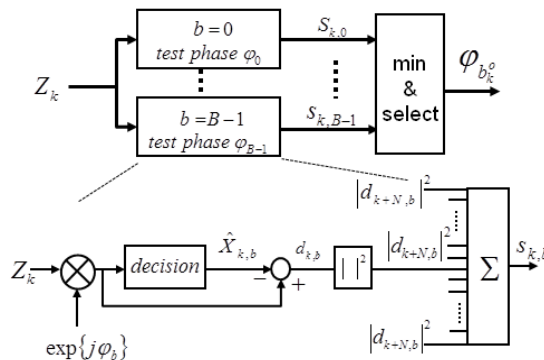 b = 0
test phase φ₀
S_{k,0}
Z_k
min
&
select
φ_{b_k^o}
b = B−1
test phase φ_{B−1}
s_{k,B−1}
|d_{k+N,b}|²
Z_k
decision
X̂_{k,b}
−
+
d_{k,b}
| |²
|d_{k+N,b}|²
Σ
s_{k,b}
exp{jφ_b}
|d_{k+N,b}|²